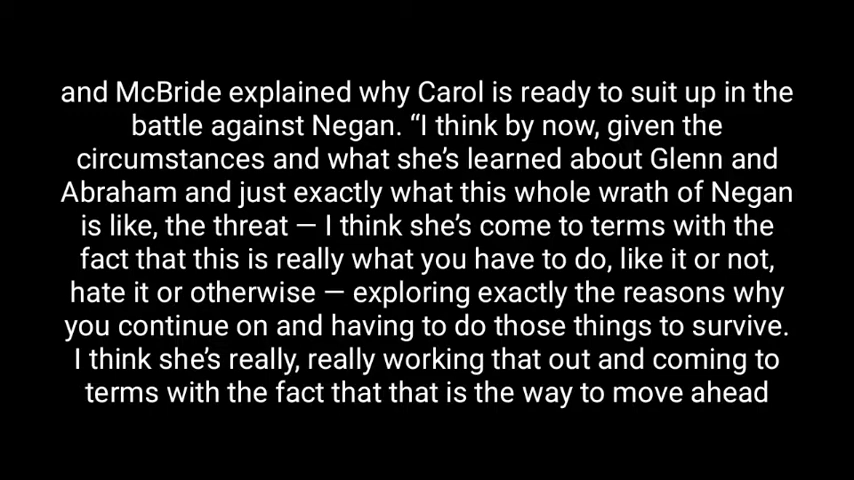 and McBride explained why Carol is ready to suit up in the
battle against Negan. “I think by now, given the
circumstances and what she’s learned about Glenn and
Abraham and just exactly what this whole wrath of Negan
is like, the threat — I think she’s come to terms with the
fact that this is really what you have to do, like it or not,
hate it or otherwise — exploring exactly the reasons why
you continue on and having to do those things to survive.
I think she’s really, really working that out and coming to
terms with the fact that that is the way to move ahead